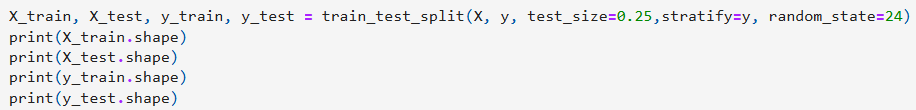 X_train, X_test, y_train, y_test = train_test_split(X, y, test_size=0.25,stratify=y, random_state=24)
print(X_train.shape)
print(X_test.shape)
print(y_train.shape)
print(y_test.shape)